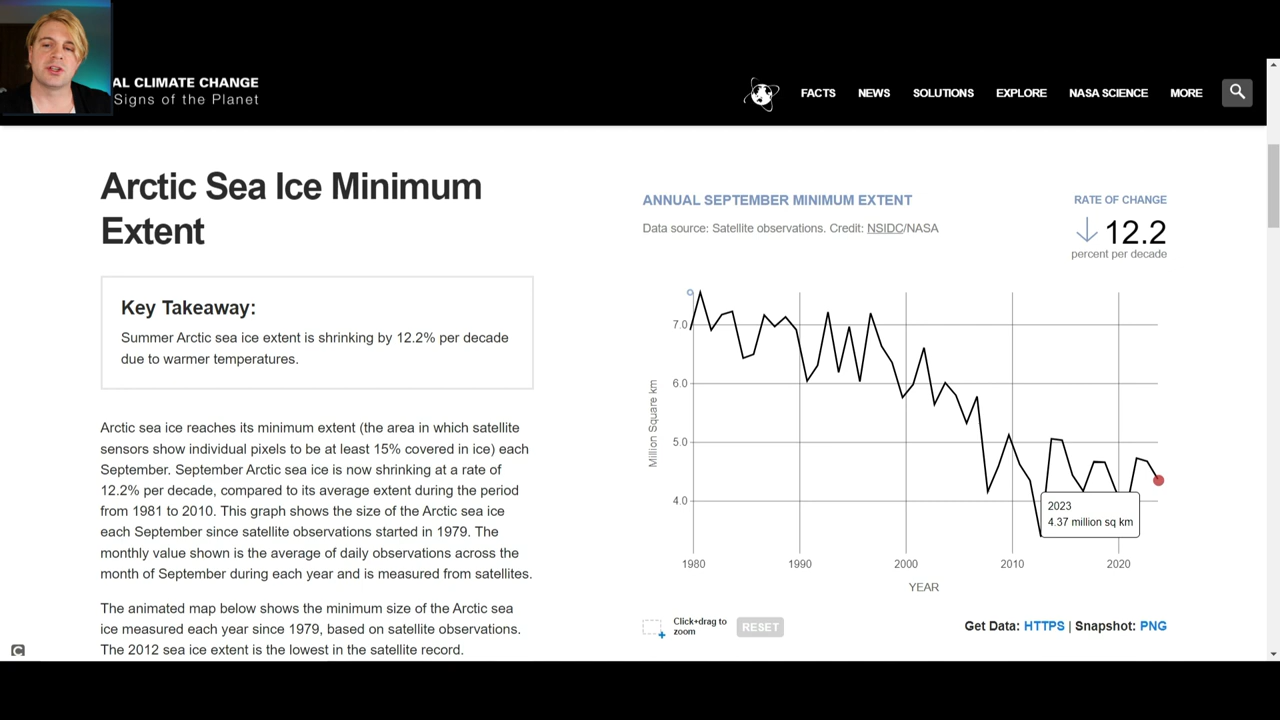 AL CLIMATE CHANGE
Signs of the Planet
FACTS NEWS SOLUTIONS EXPLORE NASA SCIENCE MORE
Arctic Sea Ice Minimum
Extent
Key Takeaway:
Summer Arctic sea ice extent is shrinking by 12.2% per decade
due to warmer temperatures.
Arctic sea ice reaches its minimum extent (the area in which satellite
sensors show individual pixels to be at least 15% covered in ice) each
September. September Arctic sea ice is now shrinking at a rate of
12.2% per decade, compared to its average extent during the period
from 1981 to 2010. This graph shows the size of the Arctic sea ice
each September since satellite observations started in 1979. The
monthly value shown is the average of daily observations across the
month of September during each year and is measured from satellites.
The animated map below shows the minimum size of the Arctic sea
ice measured each year since 1979, based on satellite observations.
The 2012 sea ice extent is the lowest in the satellite record.
C
ANNUAL SEPTEMBER MINIMUM EXTENT
Data source: Satellite observations. Credit: NSIDC/NASA
RATE OF CHANGE
↓ 12.2
percent per decade
Million Square km
7.0
6.0
5.0
4.0
2023
4.37 million sq km
1980 1990 2000 2010 2020
YEAR
Click+drag to
zoom
RESET
Get Data: HTTPS | Snapshot: PNG